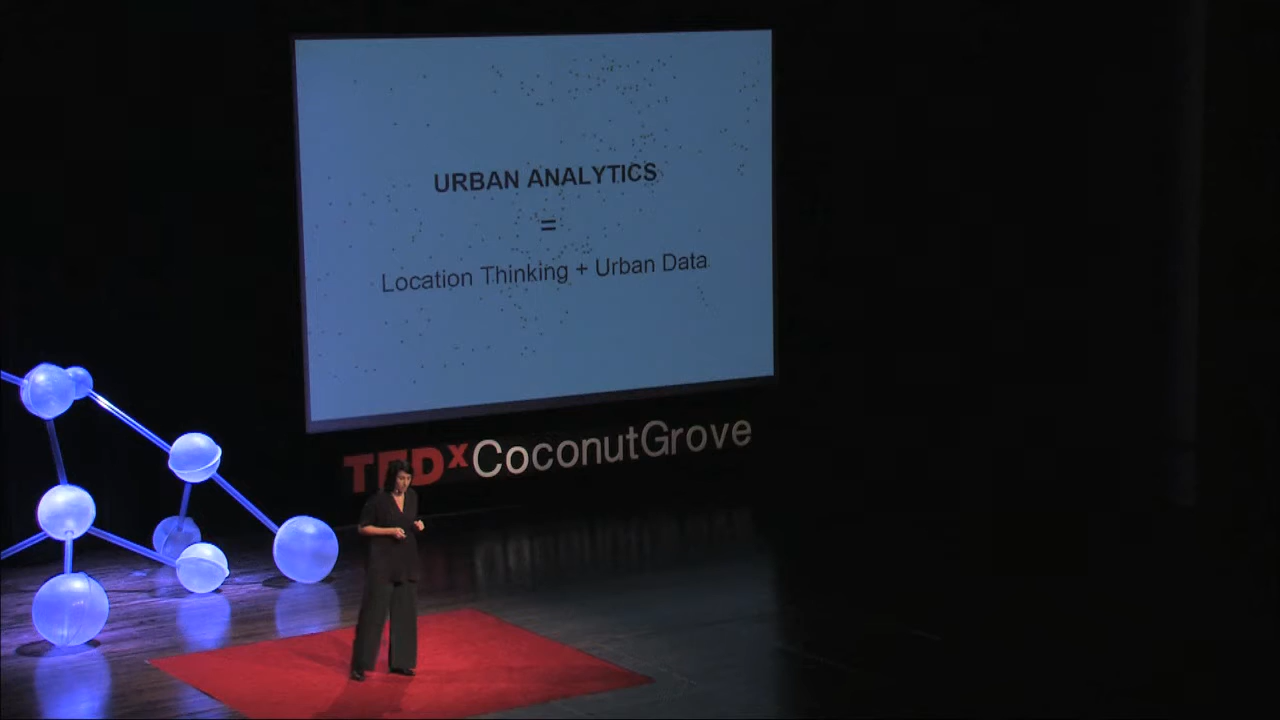 URBAN ANALYTICS
=
Location Thinking + Urban Data
TEDxCoconutGrove